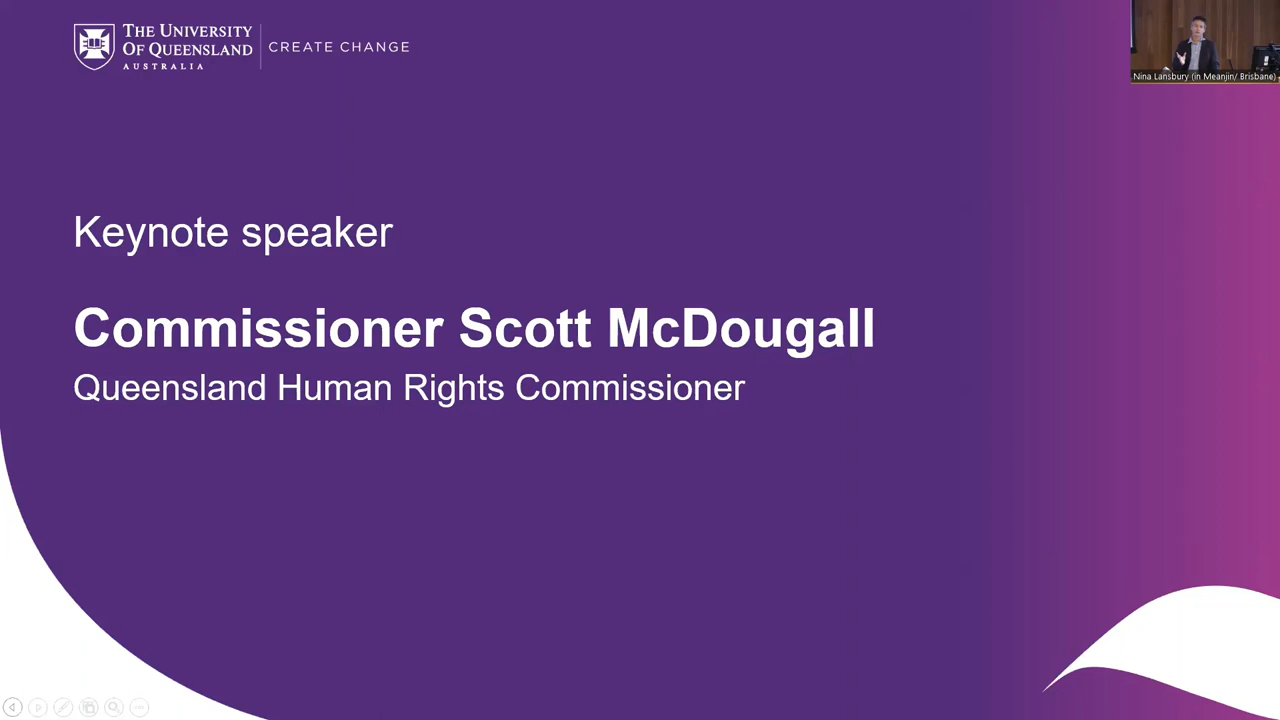 THE UNIVERSITY
OF QUEENSLAND
AUSTRALIA
CREATE CHANGE
Nina Lansbury (in Meanjin/ Brisbane)
Keynote speaker
Commissioner Scott McDougall
Queensland Human Rights Commissioner